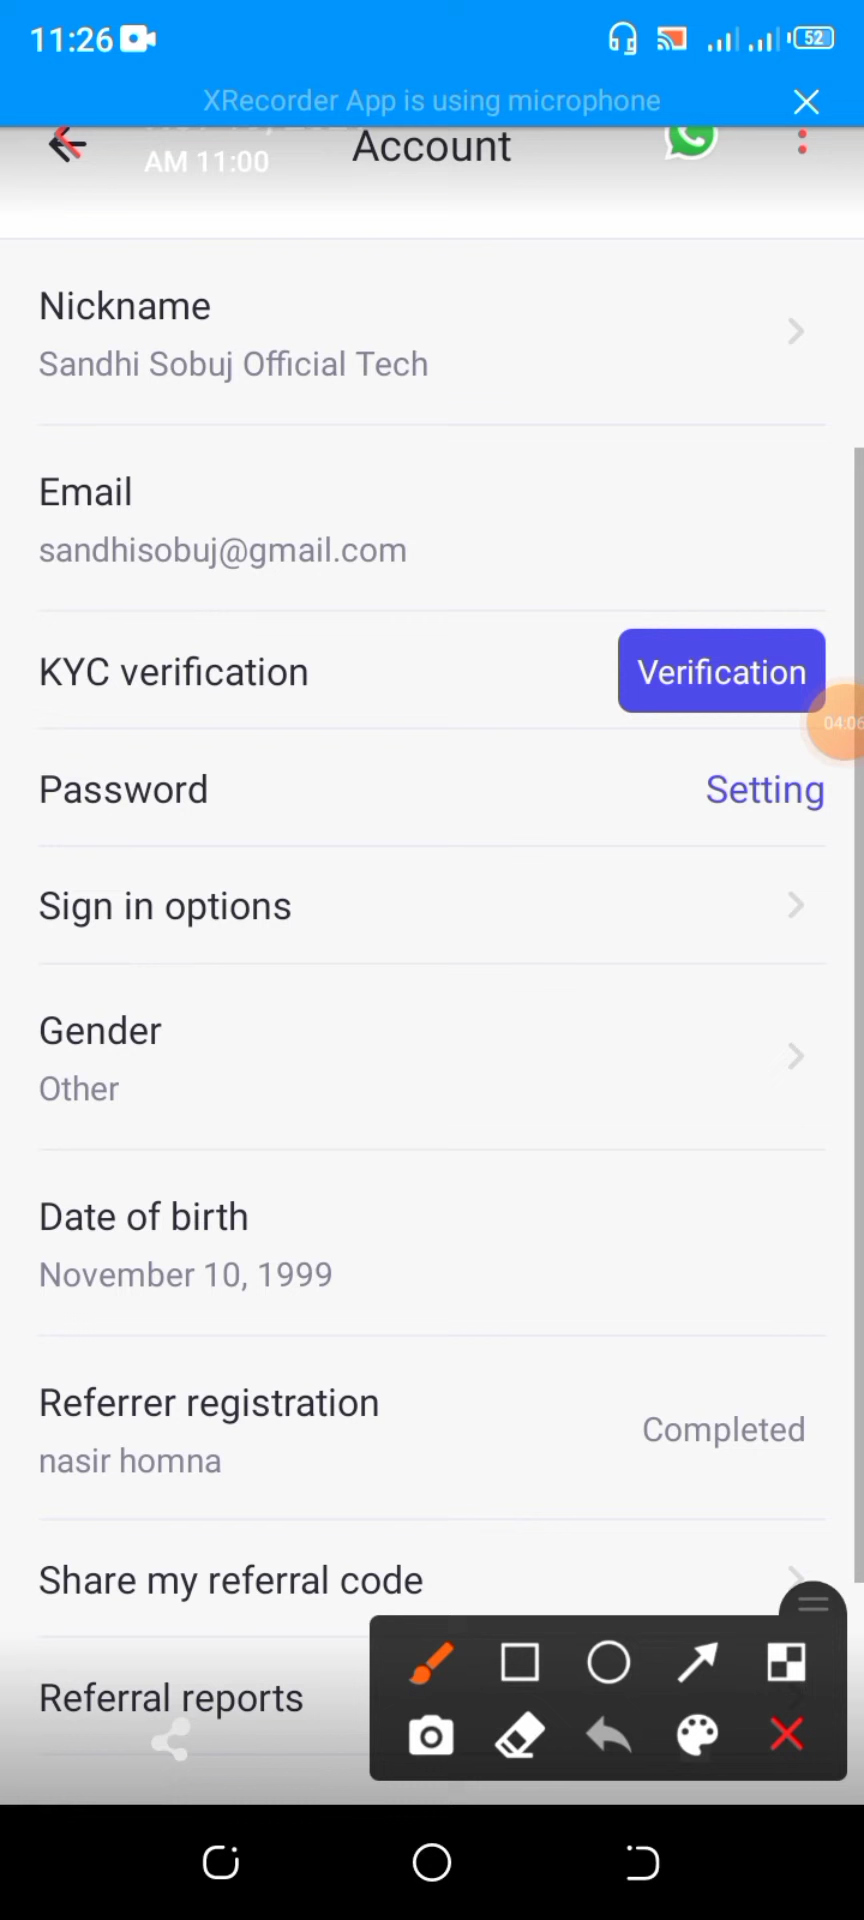 11:26
52
XRecorder App is using microphone
AM 11:00
Account
Nickname
Sandhi Sobuj Official Tech
Email
sandhisobuj@gmail.com
KYC verification
Verification
04:06
Password
Setting
Sign in options
Gender
Other
Date of birth
November 10, 1999
Referrer registration
Completed
nasir homna
Share my referral code
Referral reports